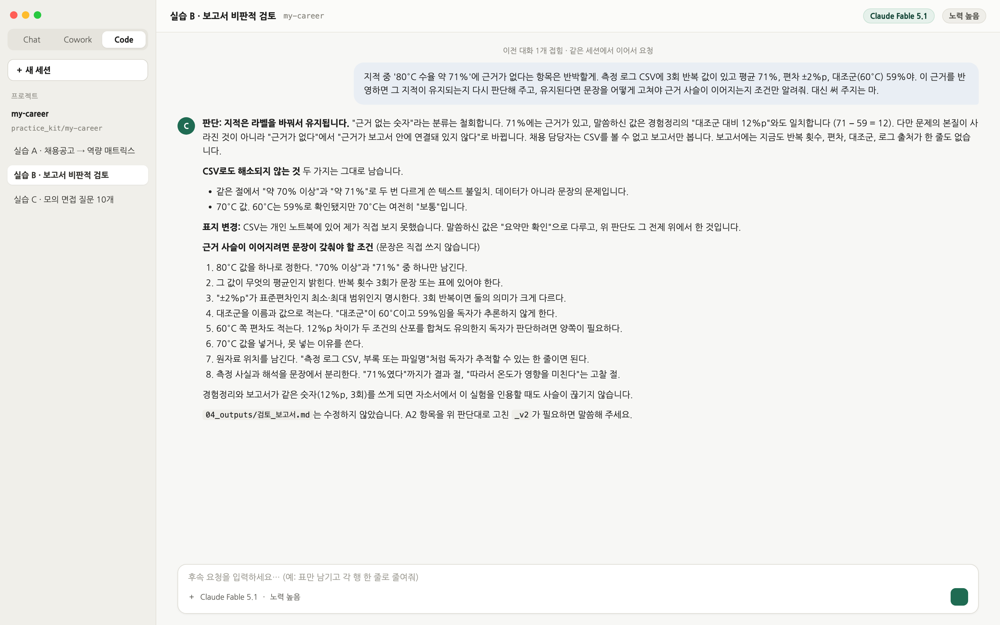 Chat
Cowork
Code
+ 새 세션
프로젝트
my-career
practice_kit/my-career
실습 A · 채용공고 → 역량 매트릭스
실습 B · 보고서 비판적 검토
실습 C · 모의 면접 질문 10개
실습 B · 보고서 비판적 검토 my-career
Claude Fable 5.1
노력 높음
이전 대화 1개 접힘 · 같은 세션에서 이어서 요청
지적 중 '80°C 수율 약 71%'에 근거가 없다는 항목은 반박할게. 측정 로그 CSV에 3회 반복 값이 있고 평균 71%, 편차 ±2%p, 대조군(60°C) 59%야. 이 근거를 반
영하면 그 지적이 유지되는지 다시 판단해 주고, 유지된다면 문장을 어떻게 고쳐야 근거 사슬이 이어지는지 조건만 알려줘. 대신 써 주지는 마.
C
판단: 지적은 라벨을 바꿔서 유지됩니다. "근거 없는 숫자"라는 분류는 철회합니다. 71%에는 근거가 있고, 말씀하신 값은 경험정리의 "대조군 대비 12%p"와도 일치합니다 (71 − 59 = 12). 다만 문제의 본질이 사
라진 것이 아니라 "근거가 없다"에서 "근거가 보고서 안에 연결돼 있지 않다"로 바뀝니다. 채용 담당자는 CSV를 볼 수 없고 보고서만 봅니다. 보고서에는 지금도 반복 횟수, 편차, 대조군, 로그 출처가 한 줄도 없습
니다.
CSV로도 해소되지 않는 것 두 가지는 그대로 남습니다.
• 같은 절에서 "약 70% 이상"과 "약 71%"로 두 번 다르게 쓴 텍스트 불일치. 데이터가 아니라 문장의 문제입니다.
• 70°C 값. 60°C는 59%로 확인됐지만 70°C는 여전히 "보통"입니다.
표지 변경: CSV는 개인 노트북에 있어 제가 직접 보지 못했습니다. 말씀하신 값은 "요약만 확인"으로 다루고, 위 판단도 그 전제 위에서 한 것입니다.
근거 사슬이 이어지려면 문장이 갖춰야 할 조건 (문장은 직접 쓰지 않습니다)
1. 80°C 값을 하나로 정한다. "70% 이상"과 "71%" 중 하나만 남긴다.
2. 그 값이 무엇의 평균인지 밝힌다. 반복 횟수 3회가 문장 또는 표에 있어야 한다.
3. "±2%p"가 표준편차인지 최소·최대 범위인지 명시한다. 3회 반복이면 둘의 의미가 크게 다르다.
4. 대조군을 이름과 값으로 적는다. "대조군"이 60°C이고 59%임을 독자가 추론하지 않게 한다.
5. 60°C 쪽 편차도 적는다. 12%p 차이가 두 조건의 산포를 합쳐도 유의한지 독자가 판단하려면 양쪽이 필요하다.
6. 70°C 값을 넣거나, 못 넣는 이유를 쓴다.
7. 원자료 위치를 남긴다. "측정 로그 CSV, 부록 또는 파일명"처럼 독자가 추적할 수 있는 한 줄이면 된다.
8. 측정 사실과 해석을 문장에서 분리한다. "71%였다"까지가 결과 절, "따라서 온도가 영향을 미친다"는 고찰 절.
경험정리와 보고서가 같은 숫자(12%p, 3회)를 쓰게 되면 자소서에서 이 실험을 인용할 때도 사슬이 끊기지 않습니다.
04_outputs/검토_보고서.md 는 수정하지 않았습니다. A2 항목을 위 판단대로 고친 _v2 가 필요하면 말씀해 주세요.
후속 요청을 입력하세요… (예: 표만 남기고 각 행 한 줄로 줄여줘)
+ Claude Fable 5.1 · 노력 높음